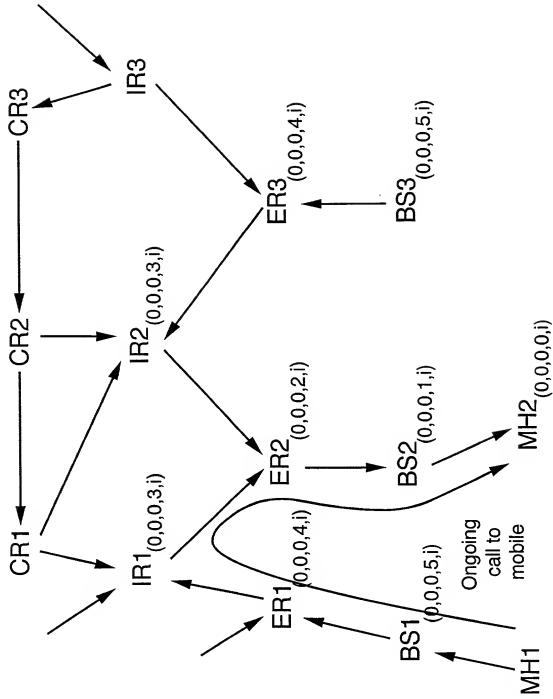 CR1
CR2
CR3
IR1(0,0,0,3,i)
IR2(0,0,0,3,i)
IR3
ER1(0,0,0,4,i)
ER2(0,0,0,2,i)
ER3(0,0,0,4,i)
BS1(0,0,0,5,i)
BS2(0,0,0,1,i)
BS3(0,0,0,5,i)
Ongoing
call to
mobile
MH1
MH2(0,0,0,0,i)